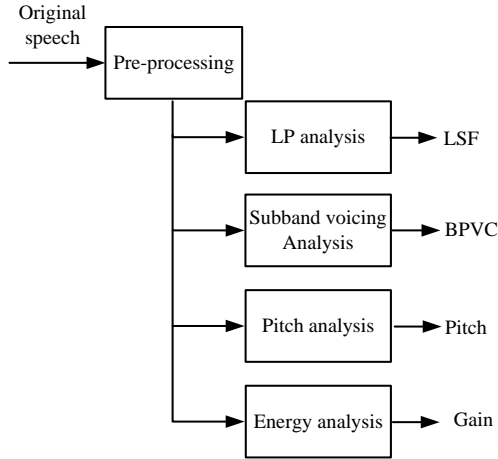 Original
speech
Pre-processing
LP analysis
LSF
Subband voicing
Analysis
BPVC
Pitch analysis
Pitch
Energy analysis
Gain